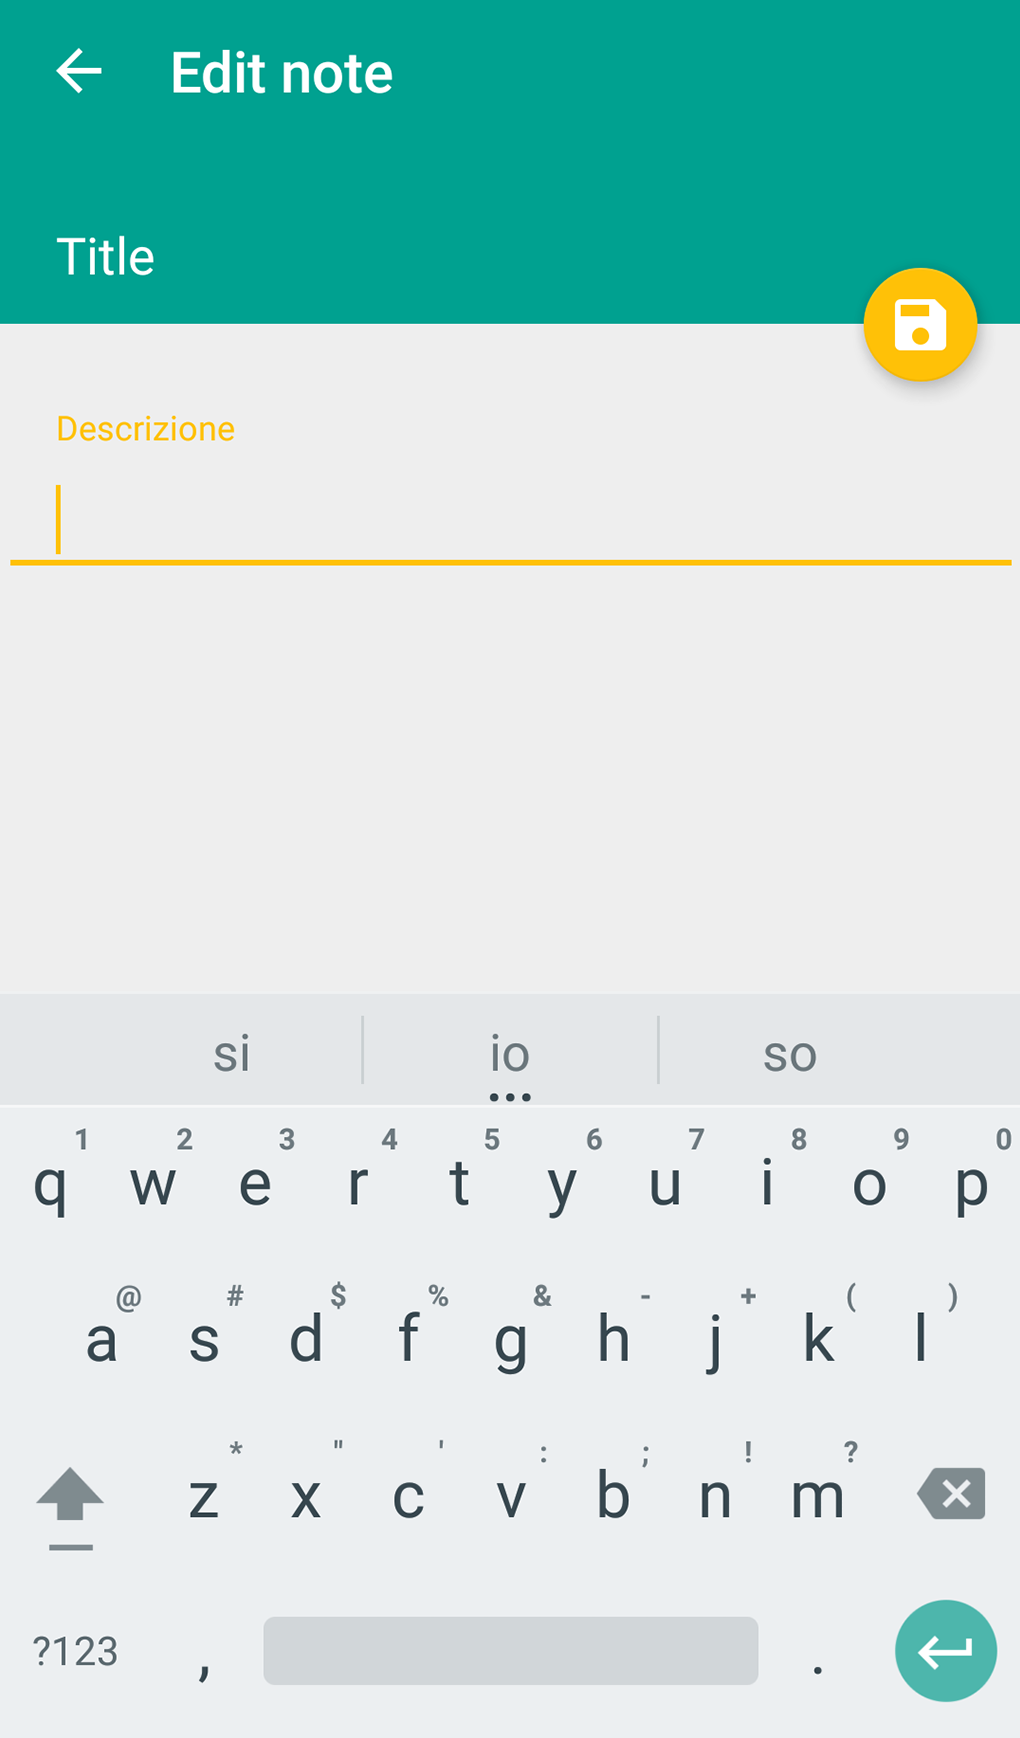 Edit note
Title
Descrizione
si io so
1 2 3 4 5 6 7 8 9 0
q w e r t y u i o p
@ # $ % & - + ( )
a s d f g h j k l
* " ' : ; ! ?
z x c v b n m
?123 , .